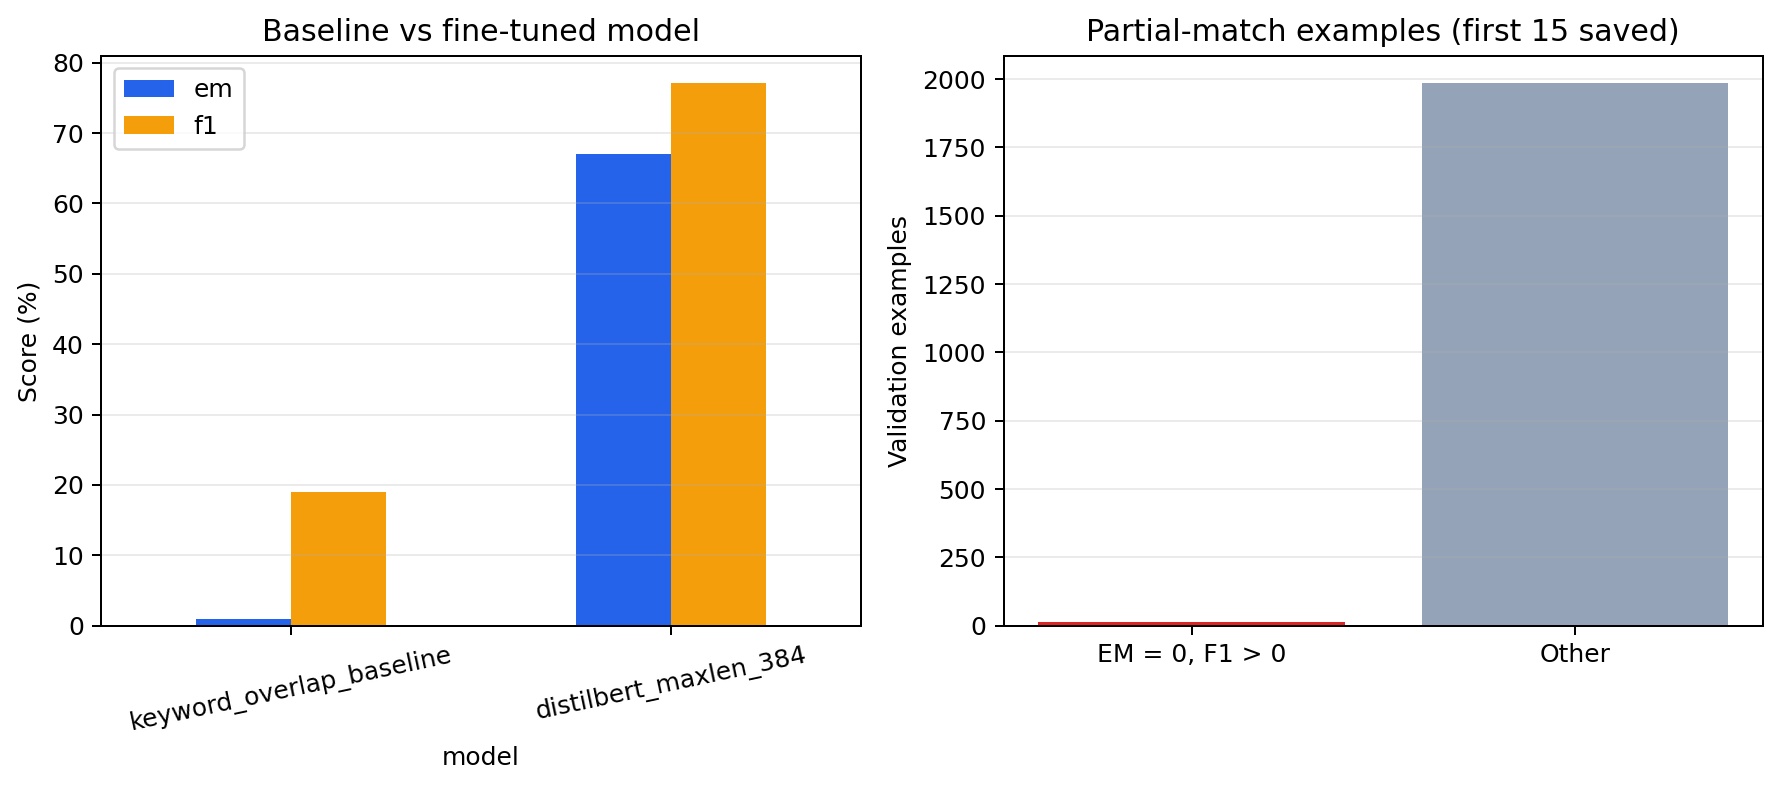 Baseline vs fine-tuned model
80
70
60
50
40
30
20
10
0
Score (%)
em
f1
keyword_overlap_baseline
distilbert_maxlen_384
model
Partial-match examples (first 15 saved)
2000
1750
1500
1250
1000
750
500
250
0
Validation examples
EM = 0, F1 > 0
Other